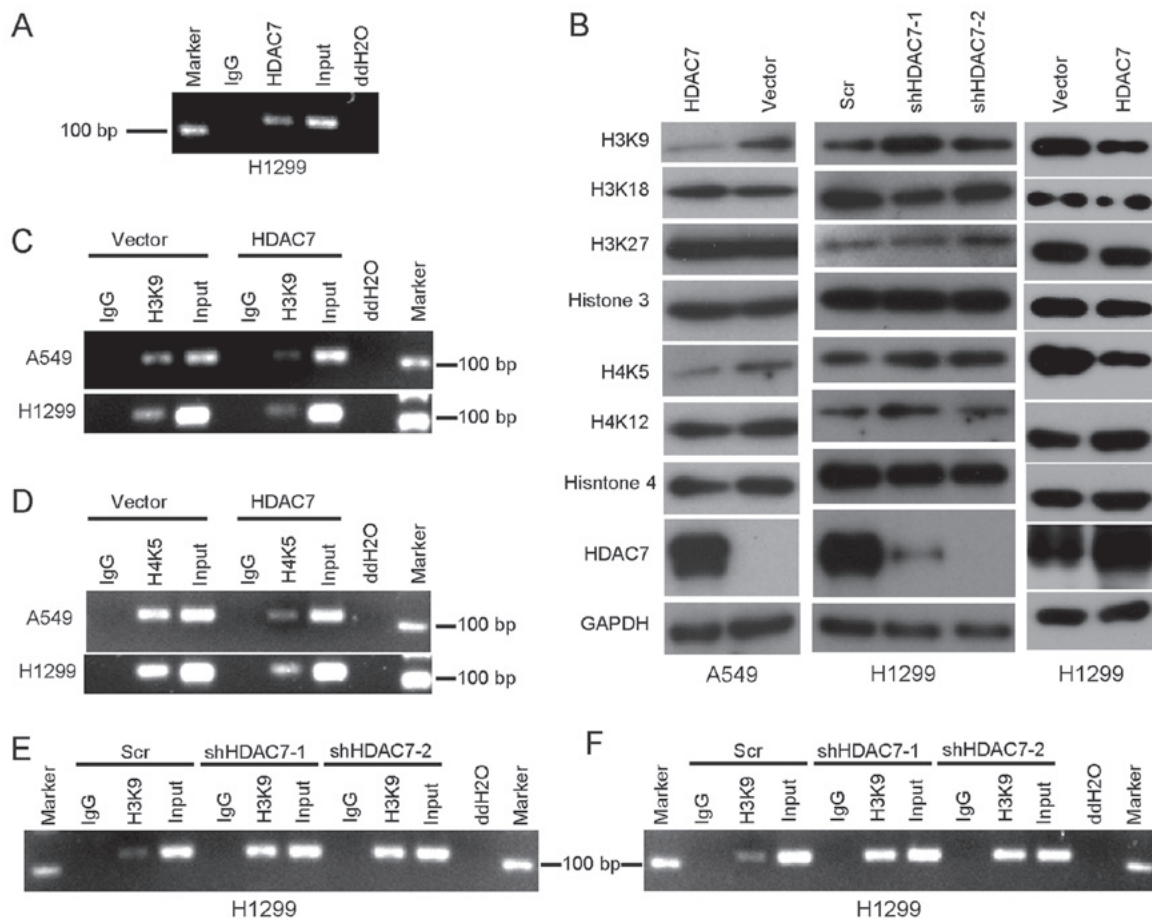 A
Marker
IgG
HDAC7
Input
ddH2O
100 bp
H1299
B
HDAC7
Vector
Scr
shHDAC7-1
shHDAC7-2
Vector
HDAC7
H3K9
H3K18
H3K27
Histone 3
H4K5
H4K12
Hisntone 4
HDAC7
GAPDH
A549
H1299
H1299
C
Vector
HDAC7
IgG
H3K9
Input
IgG
H3K9
Input
ddH2O
Marker
A549
100 bp
H1299
100 bp
D
Vector
HDAC7
IgG
H4K5
Input
IgG
H4K5
Input
ddH2O
Marker
A549
100 bp
H1299
100 bp
E
Scr
shHDAC7-1
shHDAC7-2
Marker
IgG
H3K9
Input
IgG
H3K9
Input
IgG
H3K9
Input
ddH2O
Marker
100 bp
H1299
F
Scr
shHDAC7-1
shHDAC7-2
Marker
IgG
H3K9
Input
IgG
H3K9
Input
IgG
H3K9
Input
ddH2O
Marker
H1299